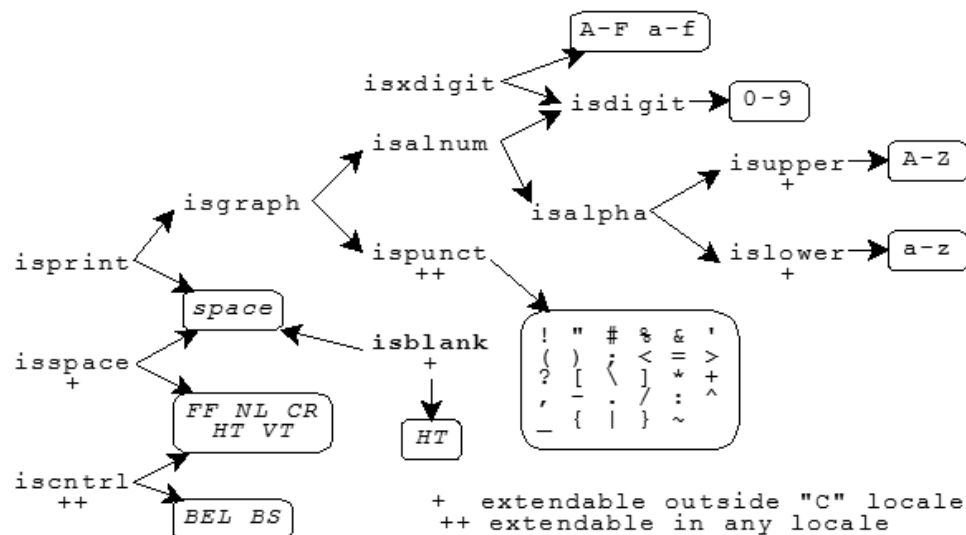 A-F a-f
isxdigit
isdigit
0-9
isalnum
isupper
+
A-Z
isgraph
isalpha
isprint
ispunct
++
islower
+
a-z
space
isblank
+
isspace
+
! " # % & '
( ) ; < = >
? [ \ ] * +
, - . / : ^
_ { | } ~
FF NL CR
HT VT
HT
iscntrl
++
BEL BS
+ extendable outside "C" locale
++ extendable in any locale